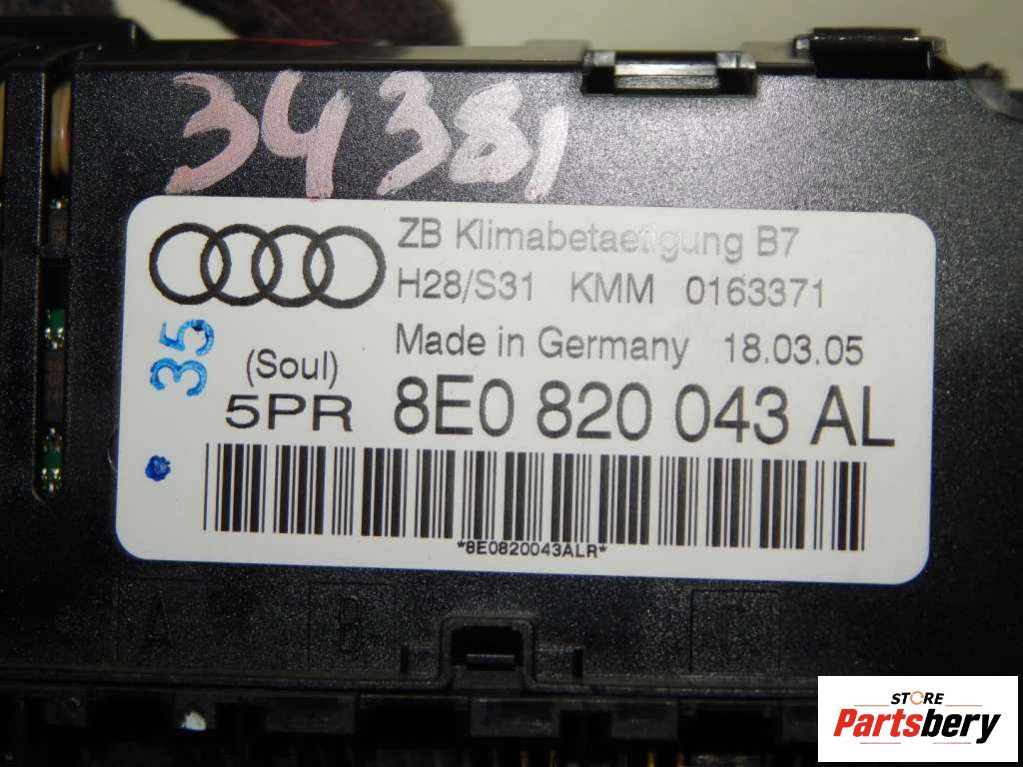 34381
ZB Klimabetaetigung B7
H28/S31 KMM 0163371
Made in Germany 18.03.05
35
(Soul)
5PR 8E0 820 043 AL
*8E0820043ALR*
A B C
STORE
Partsbery